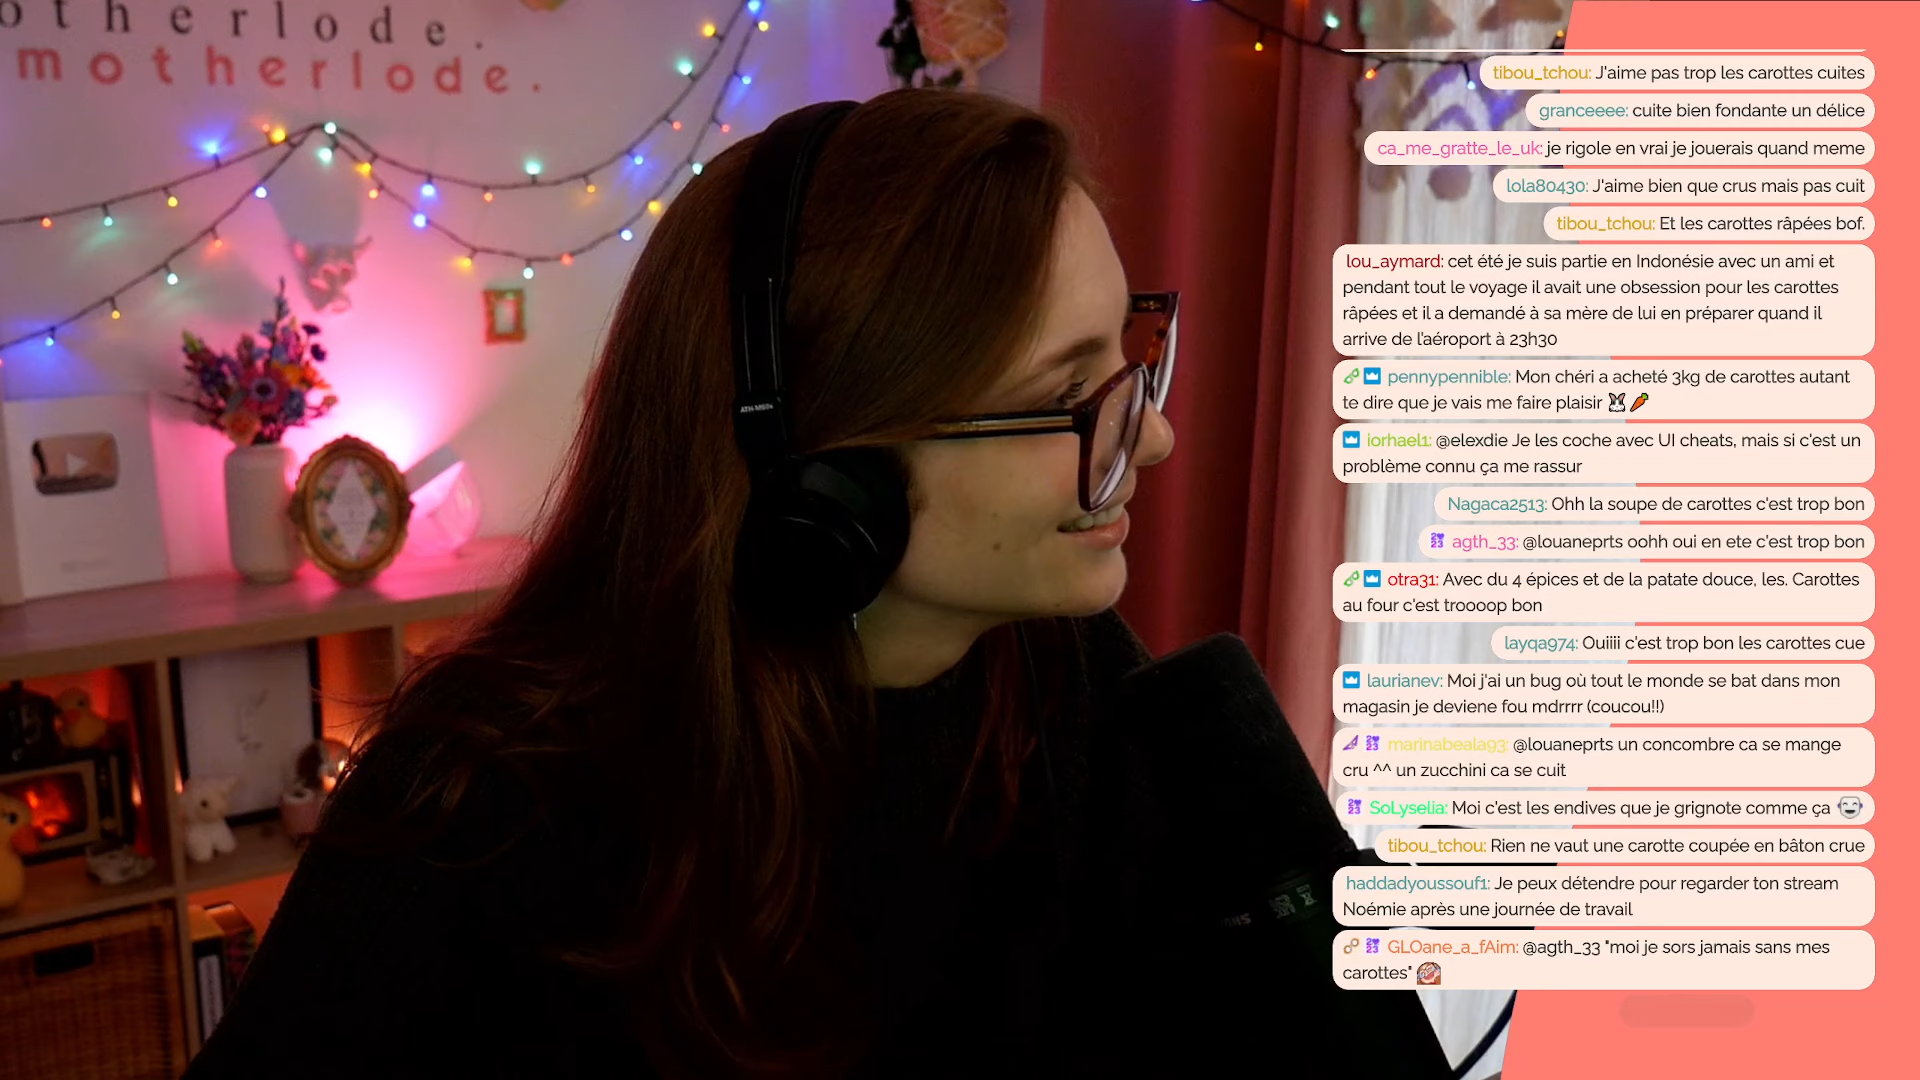 otherlode.
motherlode.
ATH-M50x
tibou_tchou: J'aime pas trop les carottes cuites
granceeee: cuite bien fondante un délice
ca_me_gratte_le_uk: je rigole en vrai je jouerais quand meme
lola80430: J'aime bien que crus mais pas cuit
tibou_tchou: Et les carottes râpées bof.
lou_aymard: cet été je suis partie en Indonésie avec un ami et
pendant tout le voyage il avait une obsession pour les carottes
râpées et il a demandé à sa mère de lui en préparer quand il
arrive de l'aéroport à 23h30
pennypennible: Mon chéri a acheté 3kg de carottes autant
te dire que je vais me faire plaisir 🐰🥕
iorhael1: @elexdie Je les coche avec UI cheats, mais si c'est un
problème connu ça me rassur
Nagaca2513: Ohh la soupe de carottes c'est trop bon
agth_33: @louaneprts oohh oui en ete c'est trop bon
otra31: Avec du 4 épices et de la patate douce, les. Carottes
au four c'est troooop bon
layqa974: Ouiiii c'est trop bon les carottes cue
laurianev: Moi j'ai un bug où tout le monde se bat dans mon
magasin je deviene fou mdrrrr (coucou!!)
marinabeala93: @louaneprts un concombre ca se mange
cru ^^ un zucchini ca se cuit
SoLyselia: Moi c'est les endives que je grignote comme ça
tibou_tchou: Rien ne vaut une carotte coupée en bâton crue
haddadyoussouf1: Je peux détendre pour regarder ton stream
Noémie après une journée de travail
GLOane_a_fAim: @agth_33 "moi je sors jamais sans mes
carottes"